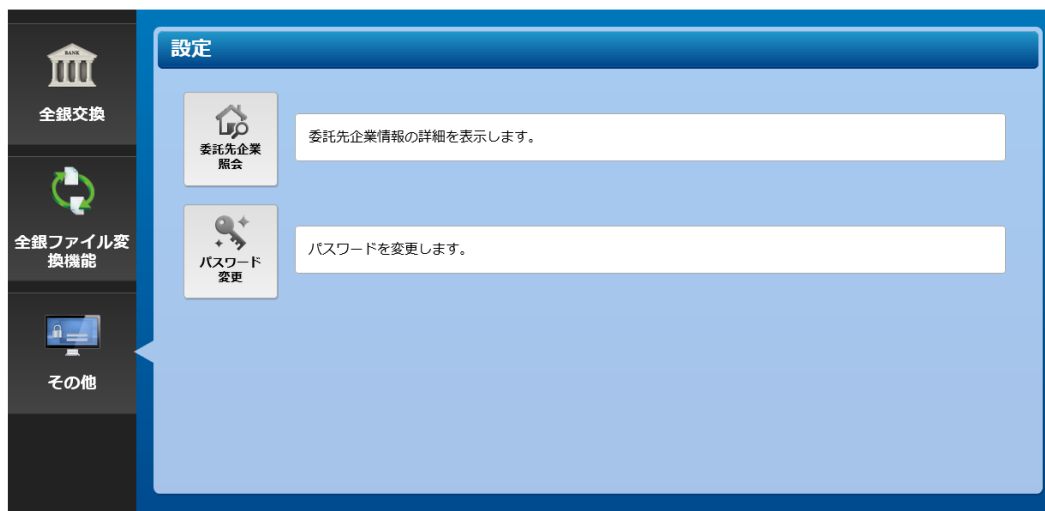 BANK
全銀交換
全銀ファイル変
換機能
その他
設定
委託先企業
照会
委託先企業情報の詳細を表示します。
パスワード
変更
パスワードを変更します。